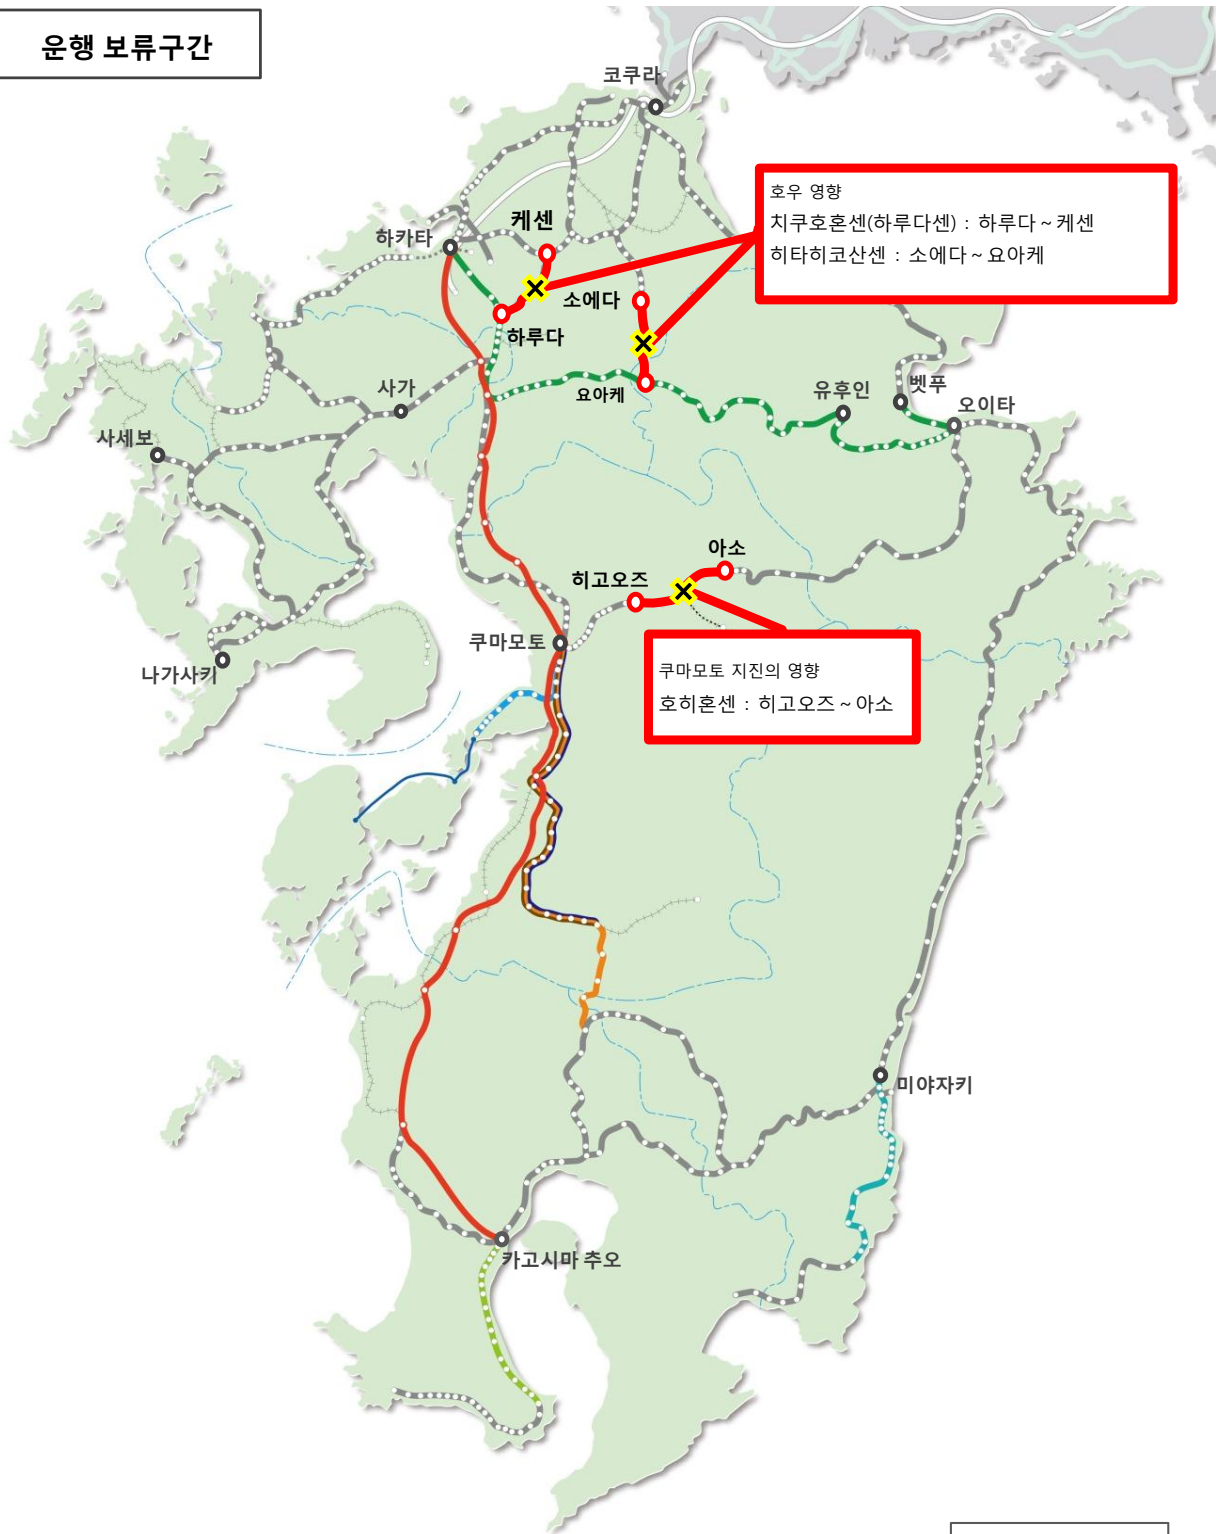 운행 보류구간
코쿠라
호우 영향
치쿠호혼센(하루다센) : 하루다~케센
히타히코산센 : 소에다~요아케
케센
하카타
소에다
하루다
요아케
사가
유후인
벳푸
오이타
사세보
아소
히고오즈
쿠마모토
쿠마모토 지진의 영향
호히혼센 : 히고오즈~아소
나가사키
미야자키
카고시마 추오